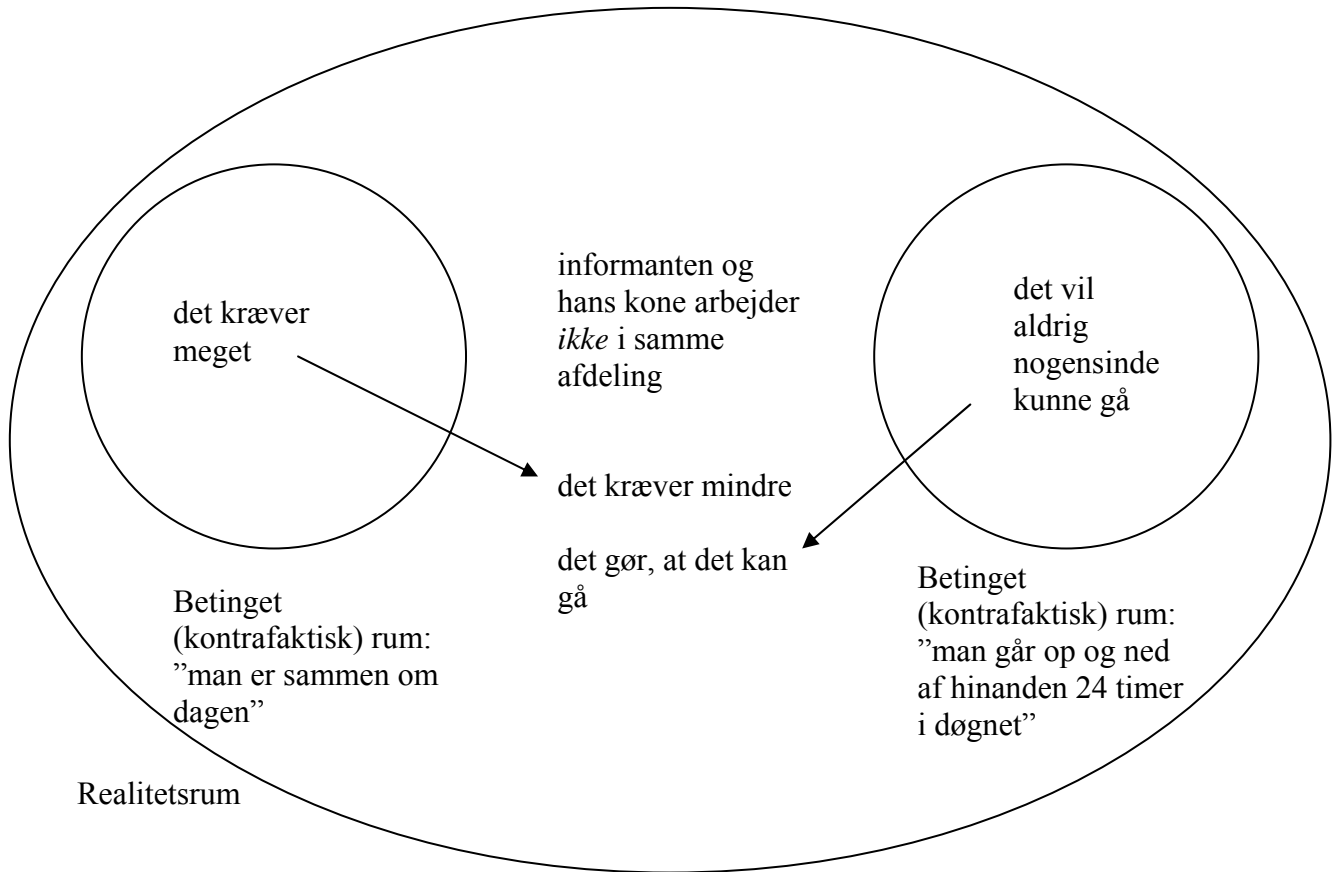 det kræver
meget
informanten og
hans kone arbejder
ikke i samme
afdeling
det vil
aldrig
nogensinde
kunne gå
det kræver mindre
det gør, at det kan
gå
Betinget
(kontrafaktisk) rum:
”man er sammen om
dagen”
Betinget
(kontrafaktisk) rum:
”man går op og ned
af hinanden 24 timer
i døgnet”
Realitetsrum